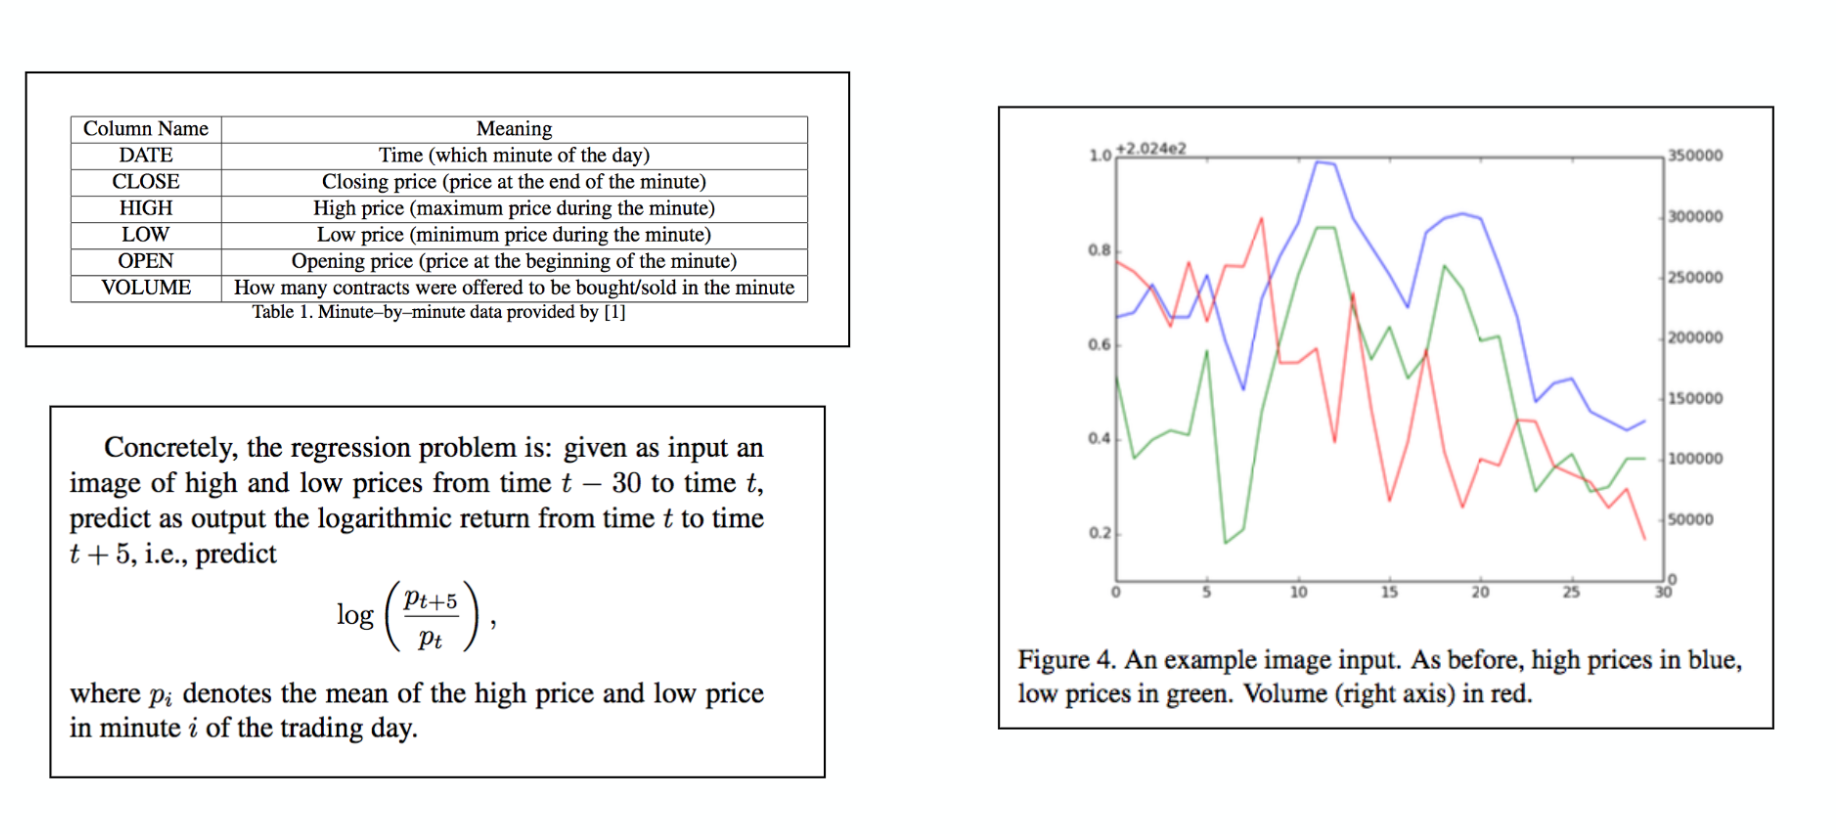 Column Name Meaning
DATE Time (which minute of the day)
CLOSE Closing price (price at the end of the minute)
HIGH High price (maximum price during the minute)
LOW Low price (minimum price during the minute)
OPEN Opening price (price at the beginning of the minute)
VOLUME How many contracts were offered to be bought/sold in the minute
Table 1. Minute–by–minute data provided by [1]
Concretely, the regression problem is: given as input an
image of high and low prices from time t − 30 to time t,
predict as output the logarithmic return from time t to time
t + 5, i.e., predict
log (p_{t+5} / p_t),
where p_i denotes the mean of the high price and low price
in minute i of the trading day.
+2.024e2
1.0
0.8
0.6
0.4
0.2
350000
300000
250000
200000
150000
100000
50000
0
0 5 10 15 20 25 30
Figure 4. An example image input. As before, high prices in blue,
low prices in green. Volume (right axis) in red.